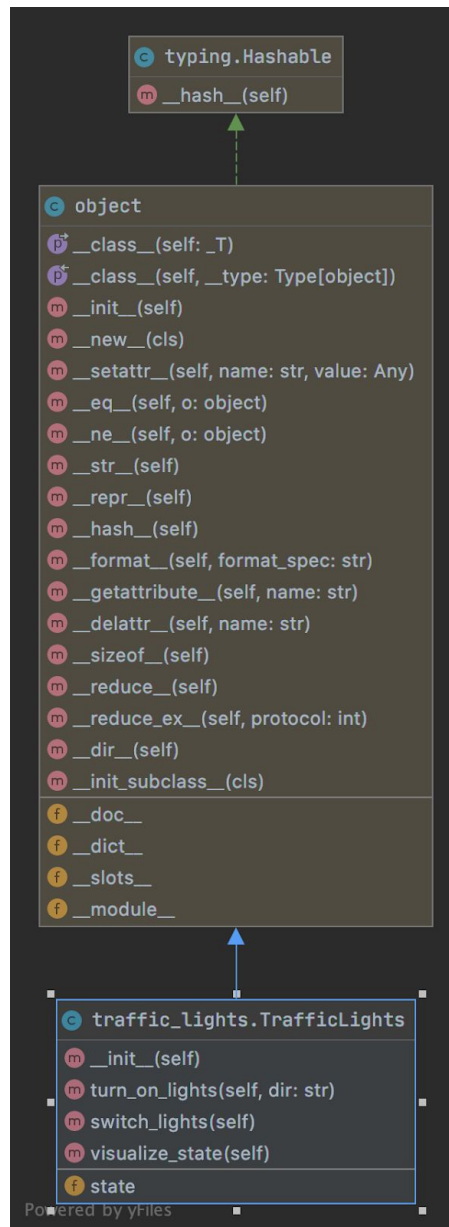 C typing.Hashable
m __hash__(self)
C object
p __class__(self: _T)
p __class__(self, __type: Type[object])
m __init__(self)
m __new__(cls)
m __setattr__(self, name: str, value: Any)
m __eq__(self, o: object)
m __ne__(self, o: object)
m __str__(self)
m __repr__(self)
m __hash__(self)
m __format__(self, format_spec: str)
m __getattribute__(self, name: str)
m __delattr__(self, name: str)
m __sizeof__(self)
m __reduce__(self)
m __reduce_ex__(self, protocol: int)
m __dir__(self)
m __init_subclass__(cls)
f __doc__
f __dict__
f __slots__
f __module__
C traffic_lights.TrafficLights
m __init__(self)
m turn_on_lights(self, dir: str)
m switch_lights(self)
m visualize_state(self)
f state
Powered by yFiles